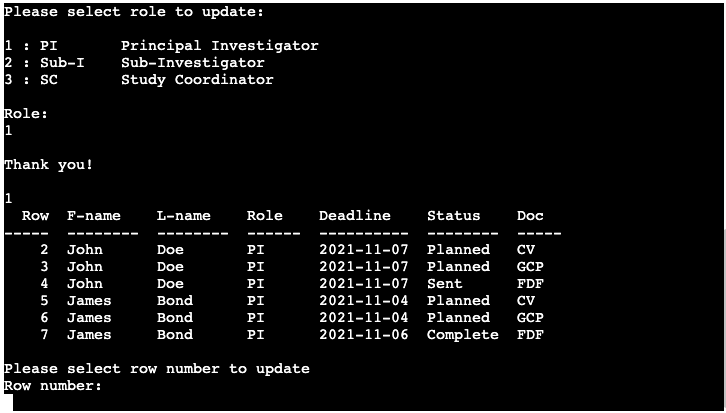 Please select role to update:
1 : PI       Principal Investigator
2 : Sub-I    Sub-Investigator
3 : SC       Study Coordinator
Role:
1
Thank you!
1
  Row  F-name    L-name    Role    Deadline    Status    Doc
-----  --------  --------  ------  ----------  --------  -----
    2  John      Doe       PI      2021-11-07  Planned   CV
    3  John      Doe       PI      2021-11-07  Planned   GCP
    4  John      Doe       PI      2021-11-07  Sent      FDF
    5  James     Bond      PI      2021-11-04  Planned   CV
    6  James     Bond      PI      2021-11-04  Planned   GCP
    7  James     Bond      PI      2021-11-06  Complete  FDF
Please select row number to update
Row number: